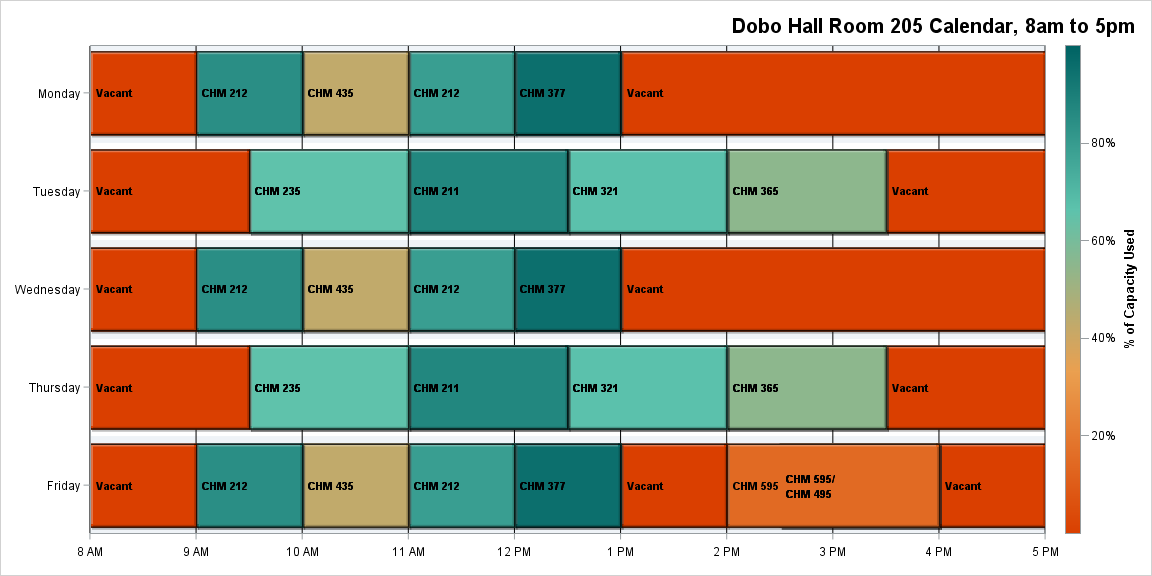 Dobo Hall Room 205 Calendar, 8am to 5pm
Monday
Vacant
CHM 212
CHM 435
CHM 212
CHM 377
Vacant
Tuesday
Vacant
CHM 235
CHM 211
CHM 321
CHM 365
Vacant
Wednesday
Vacant
CHM 212
CHM 435
CHM 212
CHM 377
Vacant
Thursday
Vacant
CHM 235
CHM 211
CHM 321
CHM 365
Vacant
Friday
Vacant
CHM 212
CHM 435
CHM 212
CHM 377
Vacant
CHM 595
CHM 595/
CHM 495
Vacant
8 AM
9 AM
10 AM
11 AM
12 PM
1 PM
2 PM
3 PM
4 PM
5 PM
80%
60%
40%
20%
% of Capacity Used